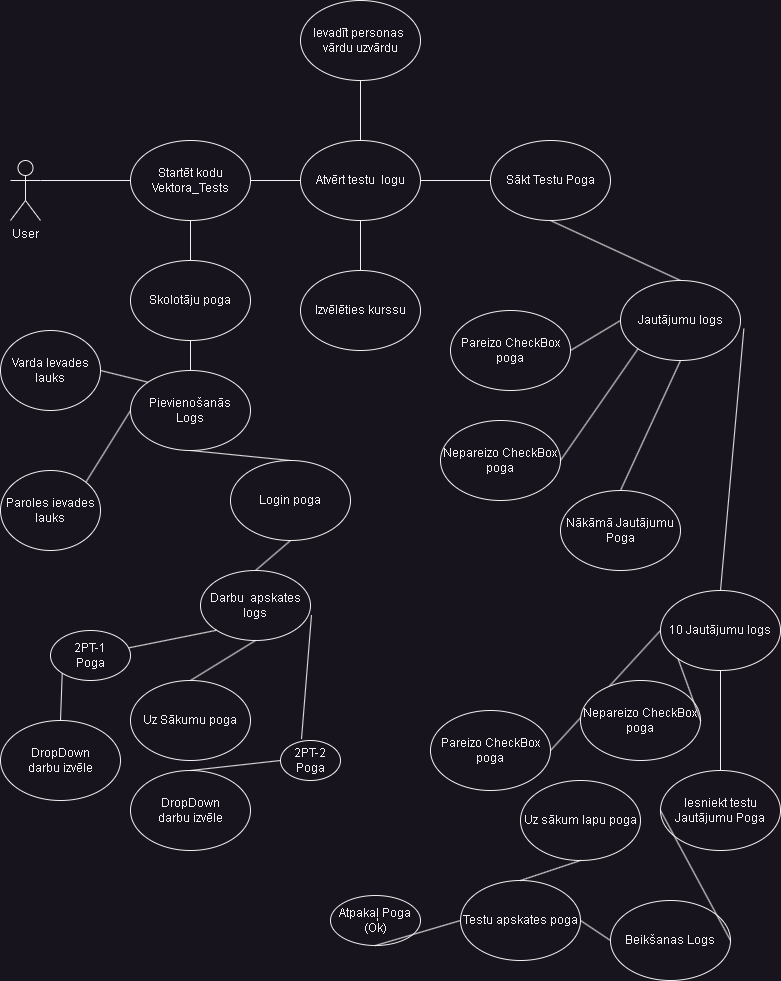 Ievadīt personas
vārdu uzvārdu
Startēt kodu
Vektora_Tests
Atvērt testu logu
Sākt Testu Poga
User
Skolotāju poga
Izvēlēties kurssu
Jautājumu logs
Pareizo CheckBox
poga
Varda Ievades
lauks
Pievienošanās
Logs
Nepareizo CheckBox
poga
Paroles ievades
lauks
Login poga
Nākāmā Jautājumu
Poga
Darbu apskates
logs
10 Jautājumu logs
2PT-1
Poga
Uz Sākumu poga
Nepareizo CheckBox
poga
DropDown
darbu izvēle
2PT-2
Poga
Pareizo CheckBox
poga
DropDown
darbu izvēle
Iesniekt testu
Jautājumu Poga
Uz sākum lapu poga
Atpakaļ Poga
(Ok)
Testu apskates poga
Beikšanas Logs